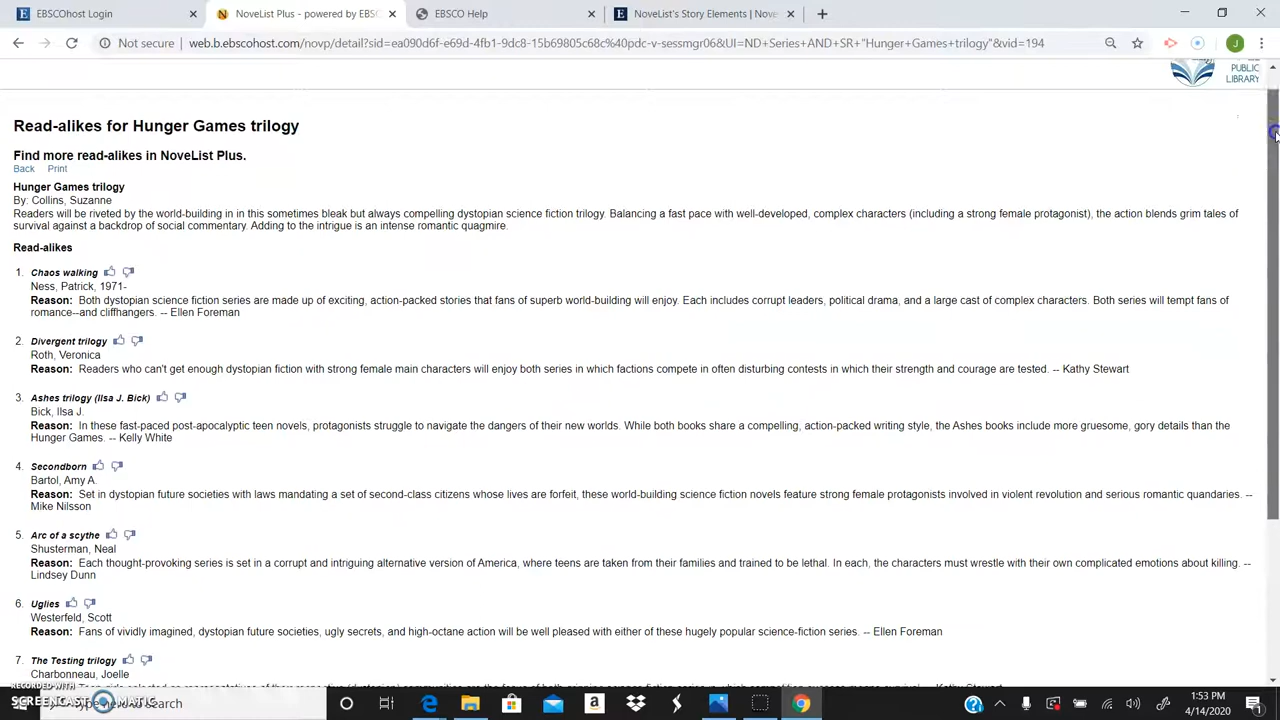 EBSCOhost Login
NoveList Plus - powered by EBSC
EBSCO Help
NoveList's Story Elements | Nove
Not secure | web.b.ebscohost.com/novp/detail?sid=ea090d6f-e69d-4fb1-9dc8-15b69805c68c%40pdc-v-sessmgr06&UI=ND+Series+AND+SR+"Hunger+Games+trilogy"&vid=194
J
PUBLIC
LIBRARY
Read-alikes for Hunger Games trilogy
Find more read-alikes in NoveList Plus.
Back Print
Hunger Games trilogy
By: Collins, Suzanne
Readers will be riveted by the world-building in in this sometimes bleak but always compelling dystopian science fiction trilogy. Balancing a fast pace with well-developed, complex characters (including a strong female protagonist), the action blends grim tales of
survival against a backdrop of social commentary. Adding to the intrigue is an intense romantic quagmire.
Read-alikes
1. Chaos walking
Ness, Patrick, 1971-
Reason: Both dystopian science fiction series are made up of exciting, action-packed stories that fans of superb world-building will enjoy. Each includes corrupt leaders, political drama, and a large cast of complex characters. Both series will tempt fans of
romance--and cliffhangers. -- Ellen Foreman
2. Divergent trilogy
Roth, Veronica
Reason: Readers who can't get enough dystopian fiction with strong female main characters will enjoy both series in which factions compete in often disturbing contests in which their strength and courage are tested. -- Kathy Stewart
3. Ashes trilogy (Ilsa J. Bick)
Bick, Ilsa J.
Reason: In these fast-paced post-apocalyptic teen novels, protagonists struggle to navigate the dangers of their new worlds. While both books share a compelling, action-packed writing style, the Ashes books include more gruesome, gory details than the
Hunger Games. -- Kelly White
4. Secondborn
Bartol, Amy A.
Reason: Set in dystopian future societies with laws mandating a set of second-class citizens whose lives are forfeit, these world-building science fiction novels feature strong female protagonists involved in violent revolution and serious romantic quandaries. --
Mike Nilsson
5. Arc of a scythe
Shusterman, Neal
Reason: Each thought-provoking series is set in a corrupt and intriguing alternative version of America, where teens are taken from their families and trained to be lethal. In each, the characters must wrestle with their own complicated emotions about killing. --
Lindsey Dunn
6. Uglies
Westerfeld, Scott
Reason: Fans of vividly imagined, dystopian future societies, ugly secrets, and high-octane action will be well pleased with either of these hugely popular science-fiction series. -- Ellen Foreman
7. The Testing trilogy
Charbonneau, Joelle
RECORDED WITH
SCREENCAST MATIC
here to search
1:53 PM
4/14/2020